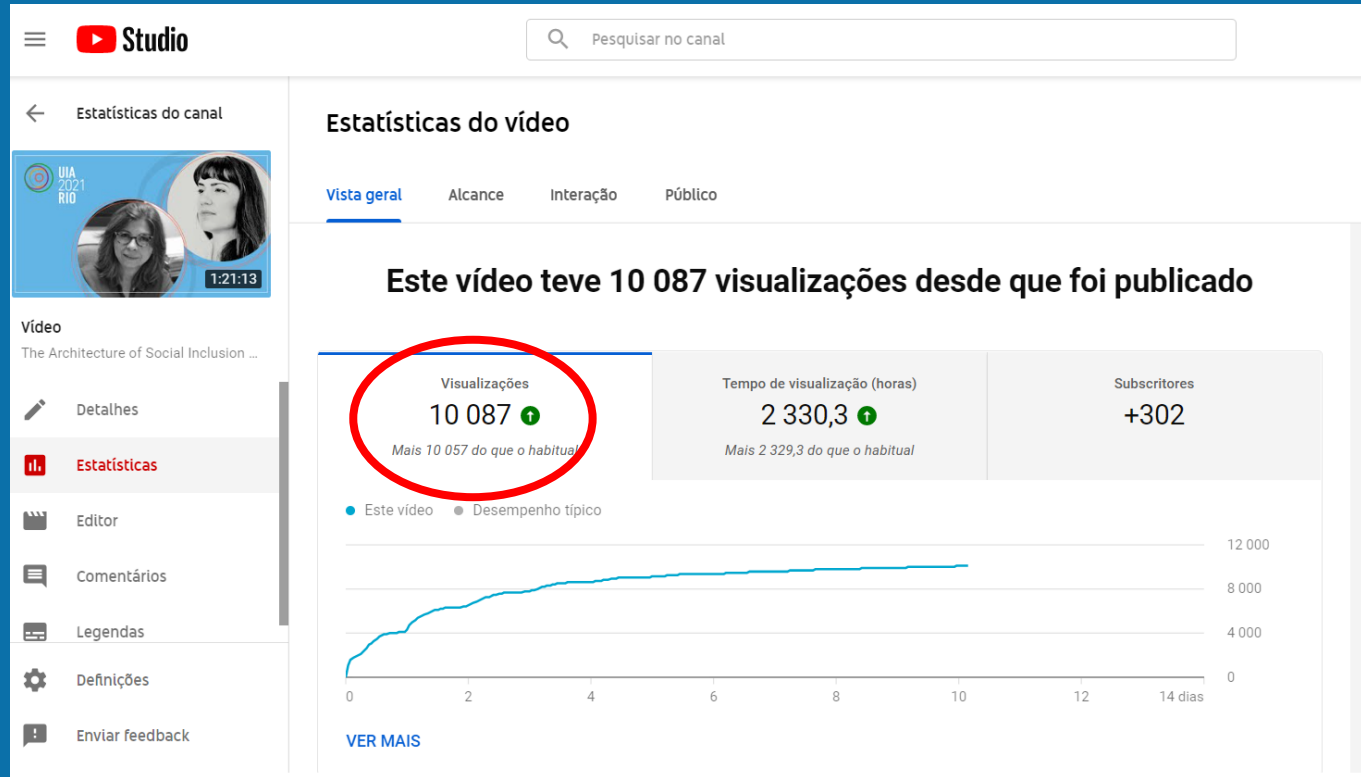 Studio
Pesquisar no canal
Estatísticas do canal
UIA
2021
RIO
1:21:13
Vídeo
The Architecture of Social Inclusion ...
Detalhes
Estatísticas
Editor
Comentários
Legendas
Definições
Enviar feedback
Estatísticas do vídeo
Vista geral Alcance Interação Público
Este vídeo teve 10 087 visualizações desde que foi publicado
Visualizações
10 087
Mais 10 057 do que o habitual
Tempo de visualização (horas)
2 330,3
Mais 2 329,3 do que o habitual
Subscritores
+302
Este vídeo Desempenho típico
12 000
8 000
4 000
0
0 2 4 6 8 10 12 14 dias
VER MAIS